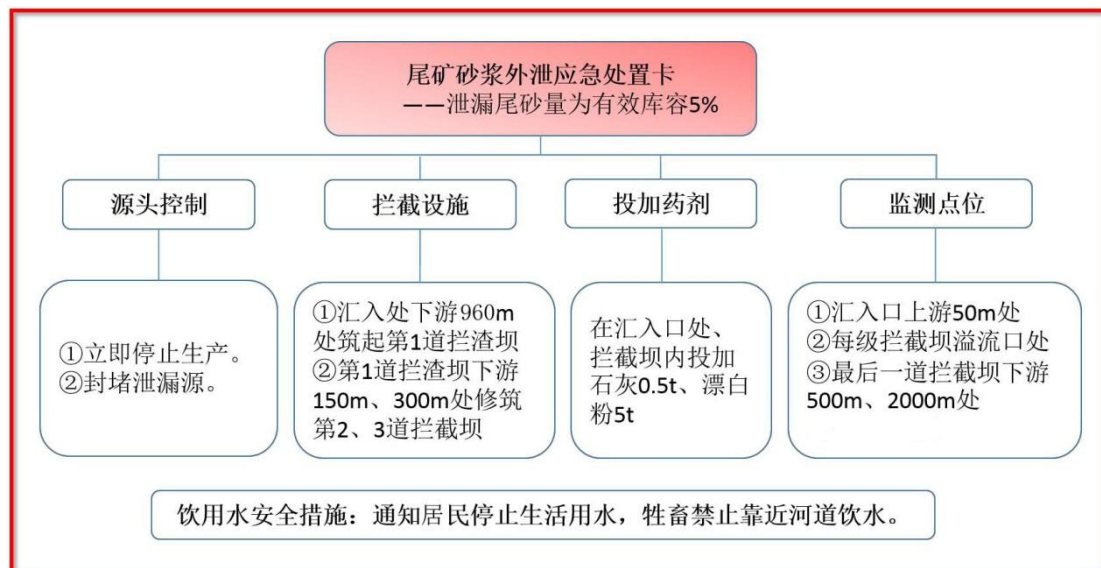 尾矿砂浆外泄应急处置卡
——泄漏尾砂量为有效库容5%
源头控制
拦截设施
投加药剂
监测点位
①立即停止生产。
②封堵泄漏源。
①汇入处下游960m
处筑起第1道拦渣坝
②第1道拦渣坝下游
150m、300m处修筑
第2、3道拦截坝
在汇入口处、
拦截坝内投加
石灰0.5t、漂白
粉5t
①汇入口上游50m处
②每级拦截坝溢流口处
③最后一道拦截坝下游
500m、2000m处
饮用水安全措施：通知居民停止生活用水，牲畜禁止靠近河道饮水。